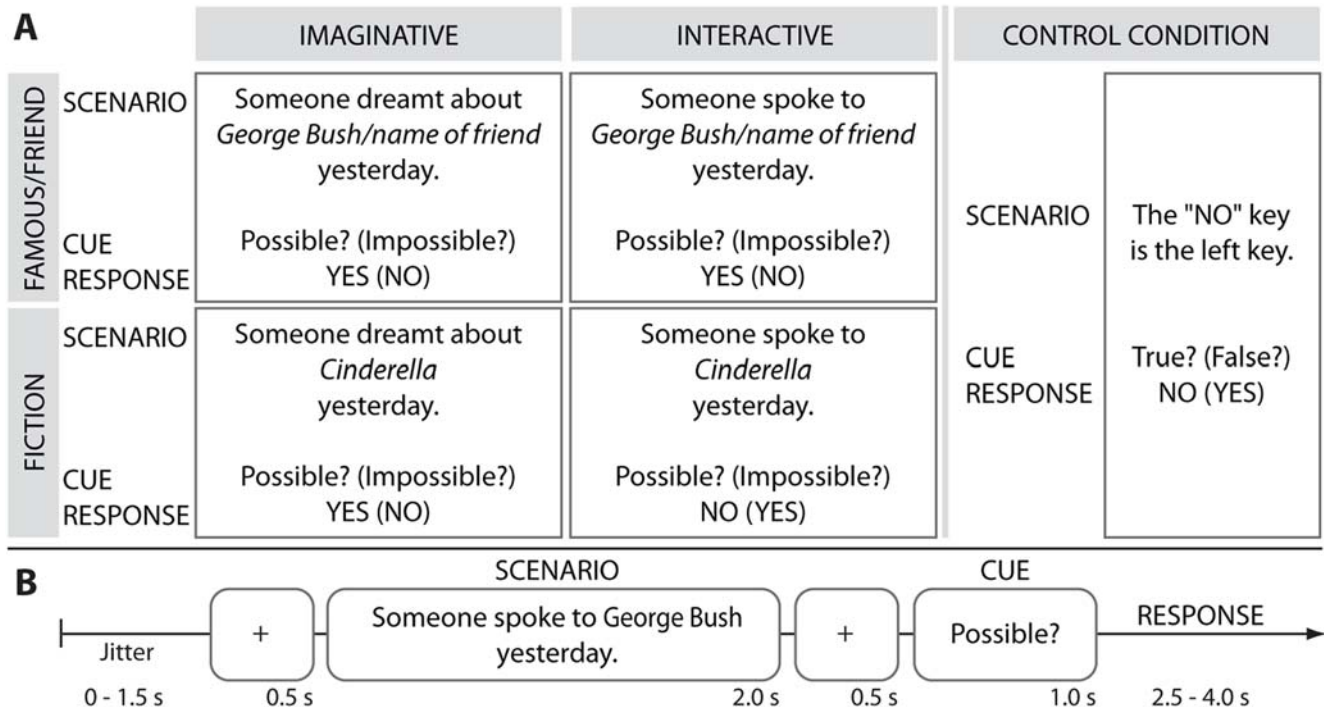 A
IMAGINATIVE
INTERACTIVE
CONTROL CONDITION
FAMOUS/FRIEND
SCENARIO
Someone dreamt about
George Bush/name of friend
yesterday.
CUE
RESPONSE
Possible? (Impossible?)
YES (NO)
Someone spoke to
George Bush/name of friend
yesterday.
Possible? (Impossible?)
YES (NO)
FICTION
SCENARIO
Someone dreamt about
Cinderella
yesterday.
CUE
RESPONSE
Possible? (Impossible?)
YES (NO)
Someone spoke to
Cinderella
yesterday.
Possible? (Impossible?)
NO (YES)
SCENARIO
The "NO" key
is the left key.
CUE
RESPONSE
True? (False?)
NO (YES)
B
SCENARIO
CUE
Jitter
+
Someone spoke to George Bush
yesterday.
+
Possible?
RESPONSE
0 - 1.5 s
0.5 s
2.0 s
0.5 s
1.0 s
2.5 - 4.0 s